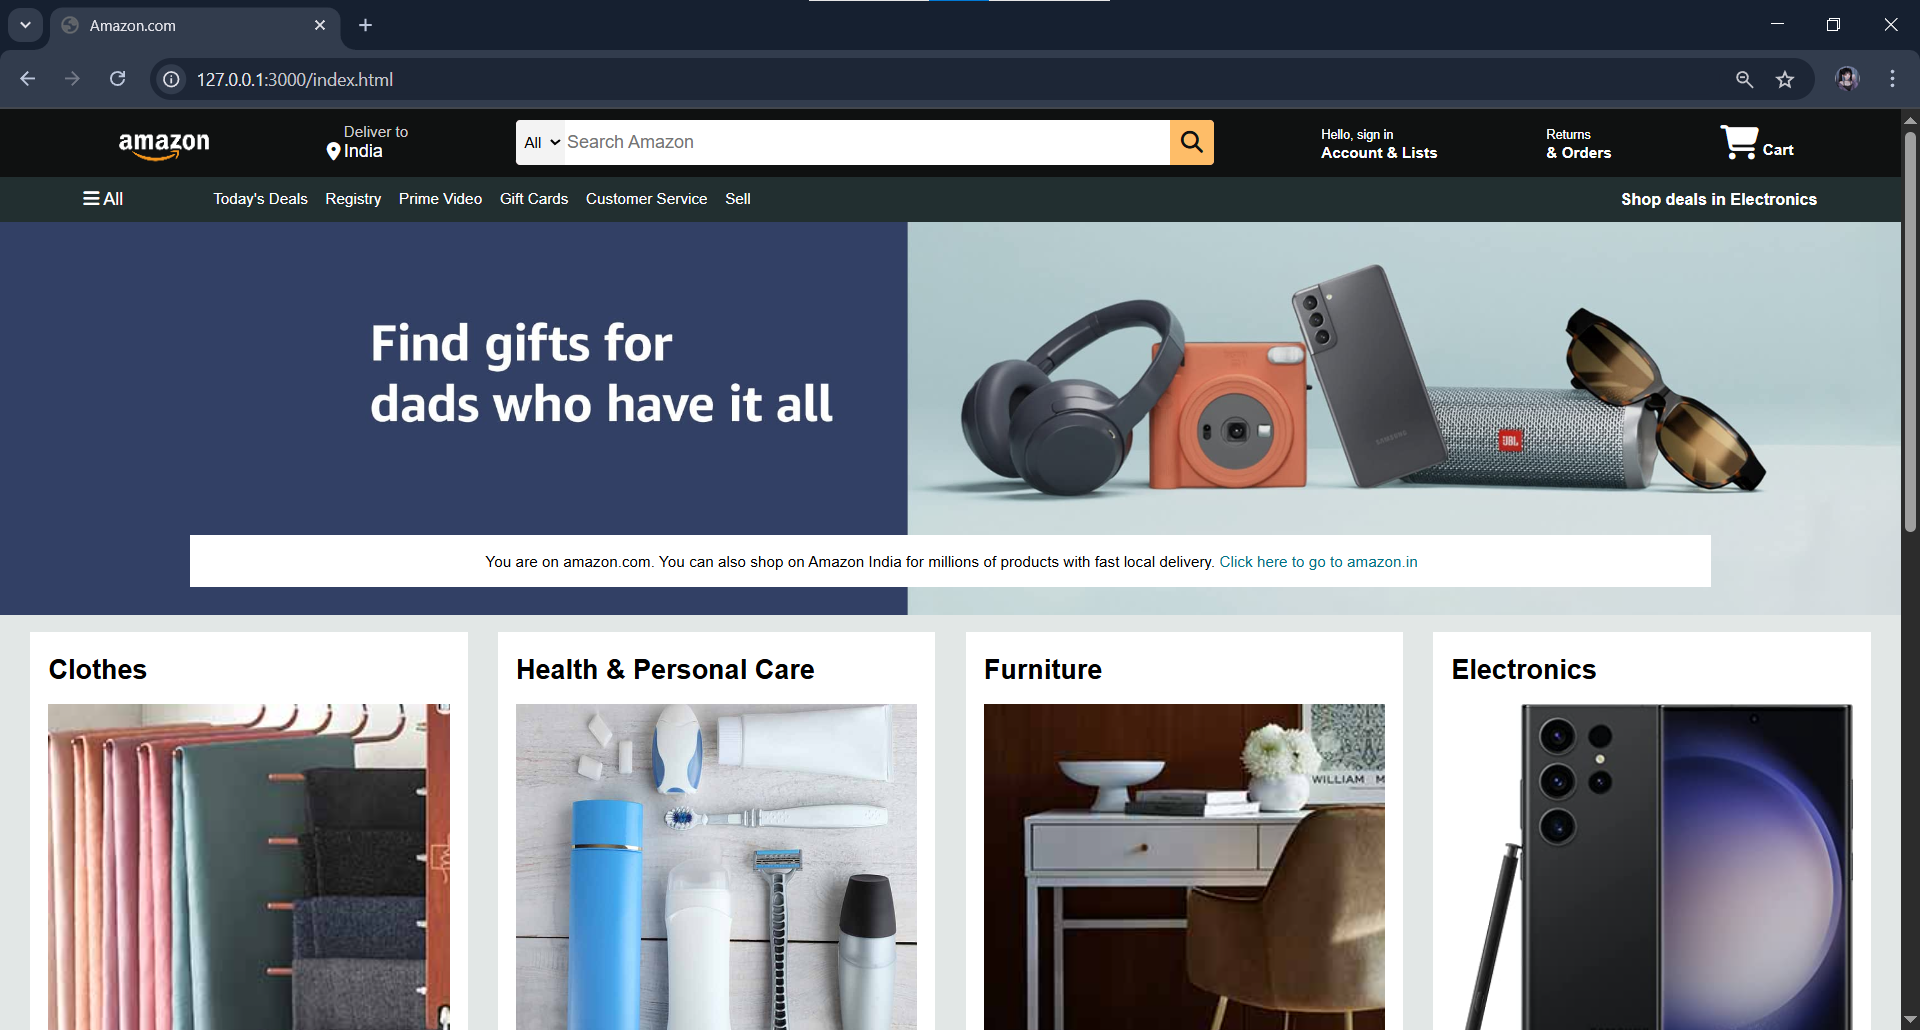 Amazon.com
127.0.0.1:3000/index.html
amazon
Deliver to
India
All
Search Amazon
Hello, sign in
Account & Lists
Returns
& Orders
Cart
All
Today's Deals
Registry
Prime Video
Gift Cards
Customer Service
Sell
Shop deals in Electronics
Find gifts for
dads who have it all
SAMSUNG
JBL
You are on amazon.com. You can also shop on Amazon India for millions of products with fast local delivery. Click here to go to amazon.in
Clothes
Health & Personal Care
Furniture
Electronics
WILLIAM M